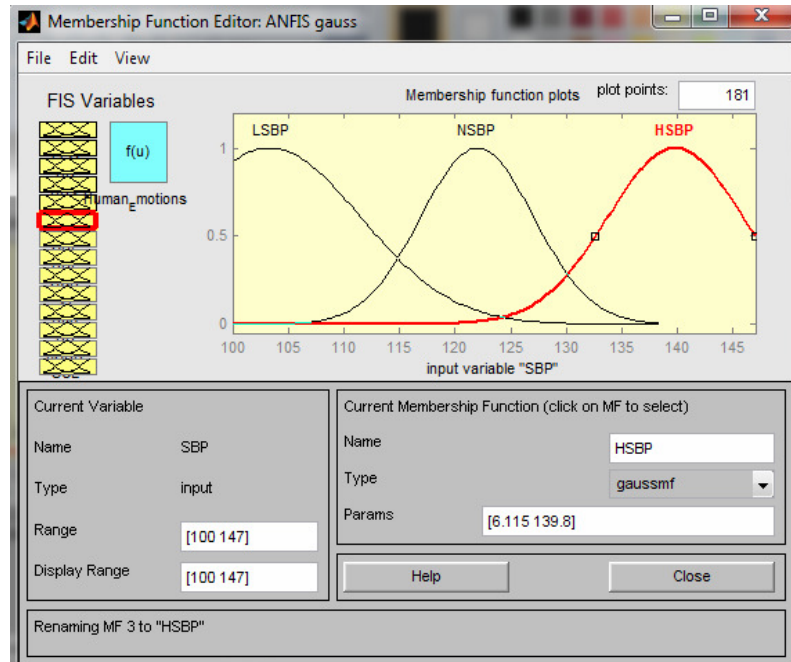 Membership Function Editor: ANFIS gauss
File Edit View
FIS Variables
Membership function plots plot points: 181
f(u)
Human_Emotions
LSBP NSBP HSBP
1
0.5
0
100 105 110 115 120 125 130 135 140 145
input variable "SBP"
Current Variable
Name SBP
Type input
Range [100 147]
Display Range [100 147]
Current Membership Function (click on MF to select)
Name HSBP
Type gaussmf
Params [6.115 139.8]
Help Close
Renaming MF 3 to "HSBP"